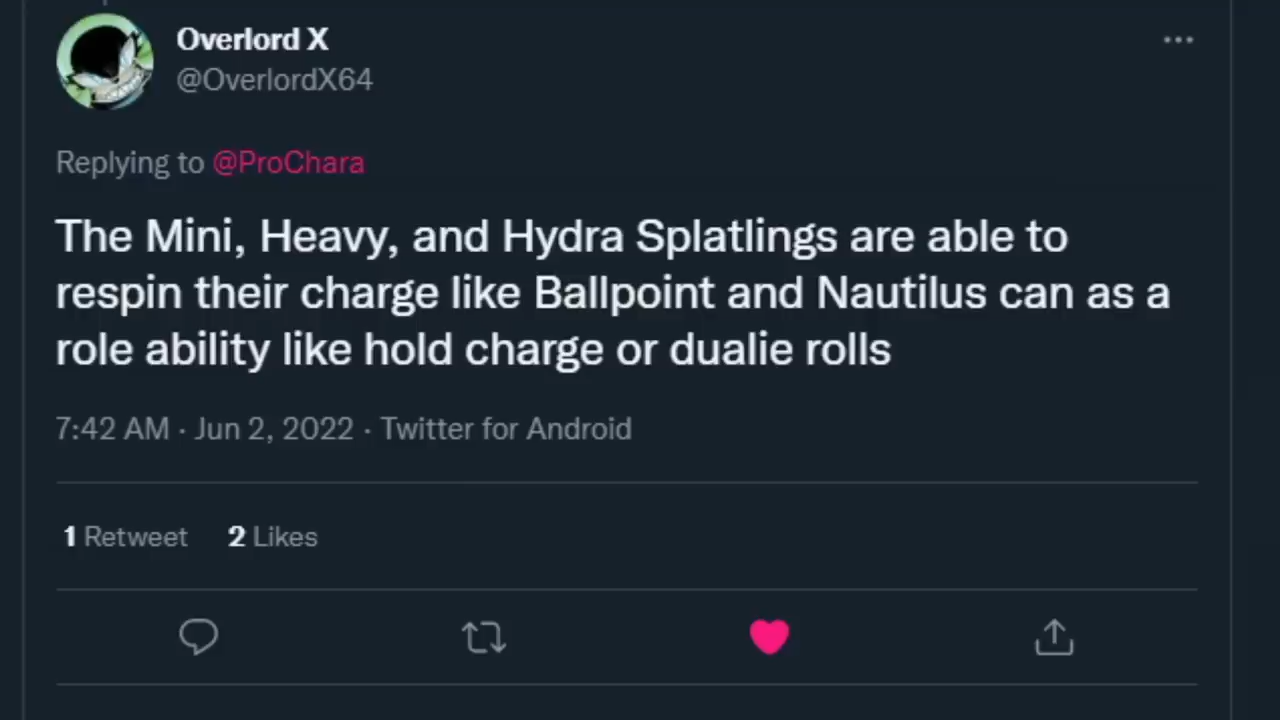 Overlord X
@OverlordX64
Replying to @ProChara
The Mini, Heavy, and Hydra Splatlings are able to
respin their charge like Ballpoint and Nautilus can as a
role ability like hold charge or dualie rolls
7:42 AM · Jun 2, 2022 · Twitter for Android
1 Retweet 2 Likes